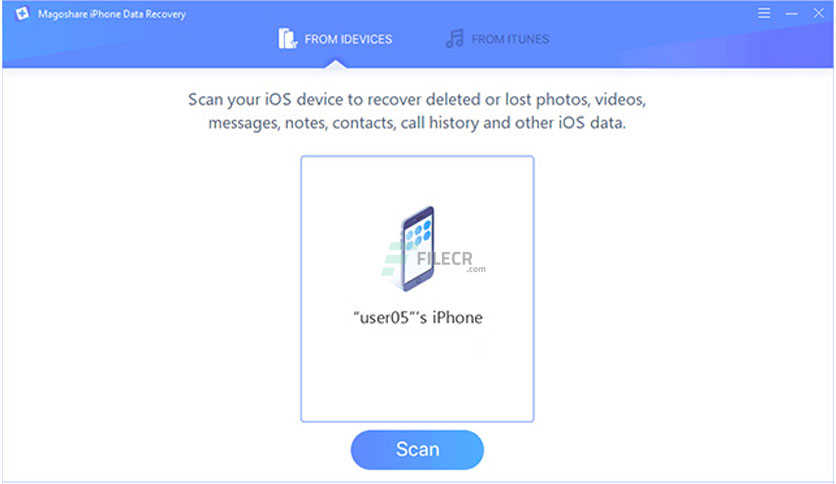 Magoshare iPhone Data Recovery
FROM IDEVICES
FROM ITUNES
Scan your iOS device to recover deleted or lost photos, videos,
messages, notes, contacts, call history and other iOS data.
FILECR
.com
“user05“‘s iPhone
Scan